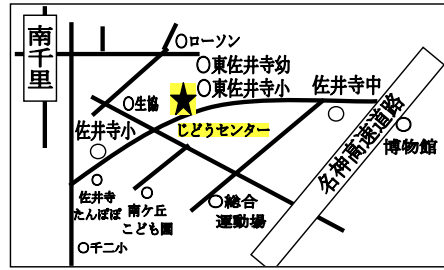 南千里
ローソン
東佐井寺幼
東佐井寺小
佐井寺中
生協
佐井寺小
じどうセンター
名神高速道路
博物館
佐井寺
たんぽぽ
南ケ丘
こども園
総合
運動場
千二小